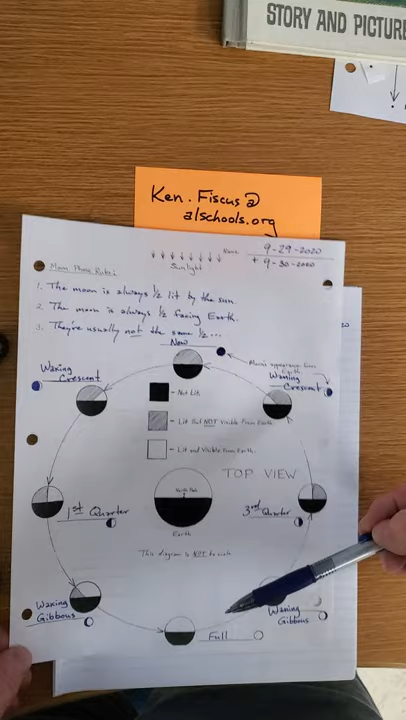 STORY AND PICTURE
Ken.Fiscus@
alschools.org
Name
9-29-2020
+ 9-30-2020
Moon Phase Rules:
Sunlight
1. The moon is always 1/2 lit by the sun.
2. The moon is always 1/2 facing Earth.
3. They're usually not the same 1/2...
New
Moon's appearance from
Earth
Waxing
Crescent
Waning
Crescent
- Not Lit.
- Lit But NOT Visible From Earth.
- Lit and Visible From Earth.
TOP VIEW
North Pole
Earth
1st Quarter
3rd Quarter
This diagram is NOT to scale
Waxing
Gibbous
Waning
Gibbous
Full